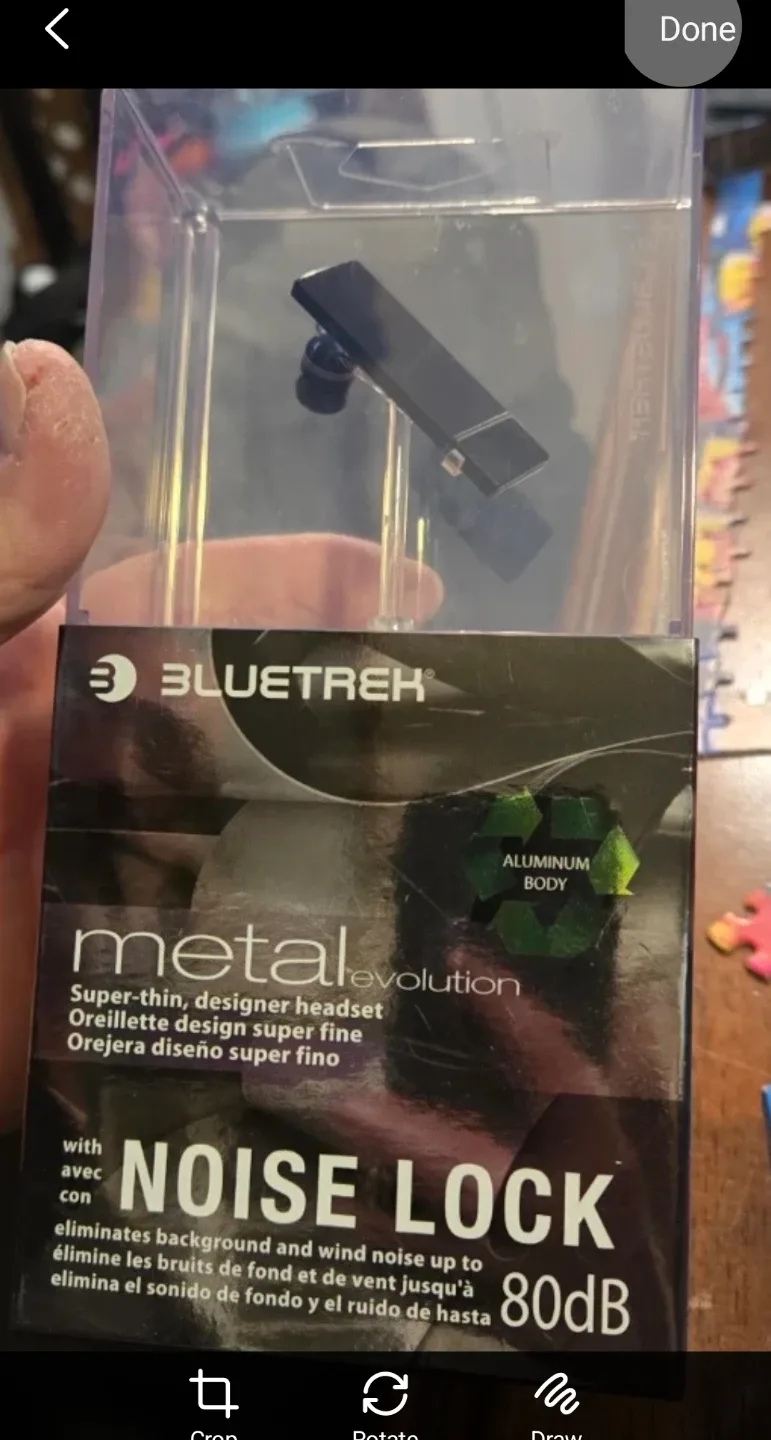 Done
BLUETREK®
ALUMINUM
BODY
metal evolution
Super-thin, designer headset
Oreillette design super fine
Orejera diseño super fino
with
avec
con
NOISE LOCK
eliminates background and wind noise up to
élimine les bruits de fond et de vent jusqu'à
elimina el sonido de fondo y el ruido de hasta
80dB
Crop
Rotate
Draw